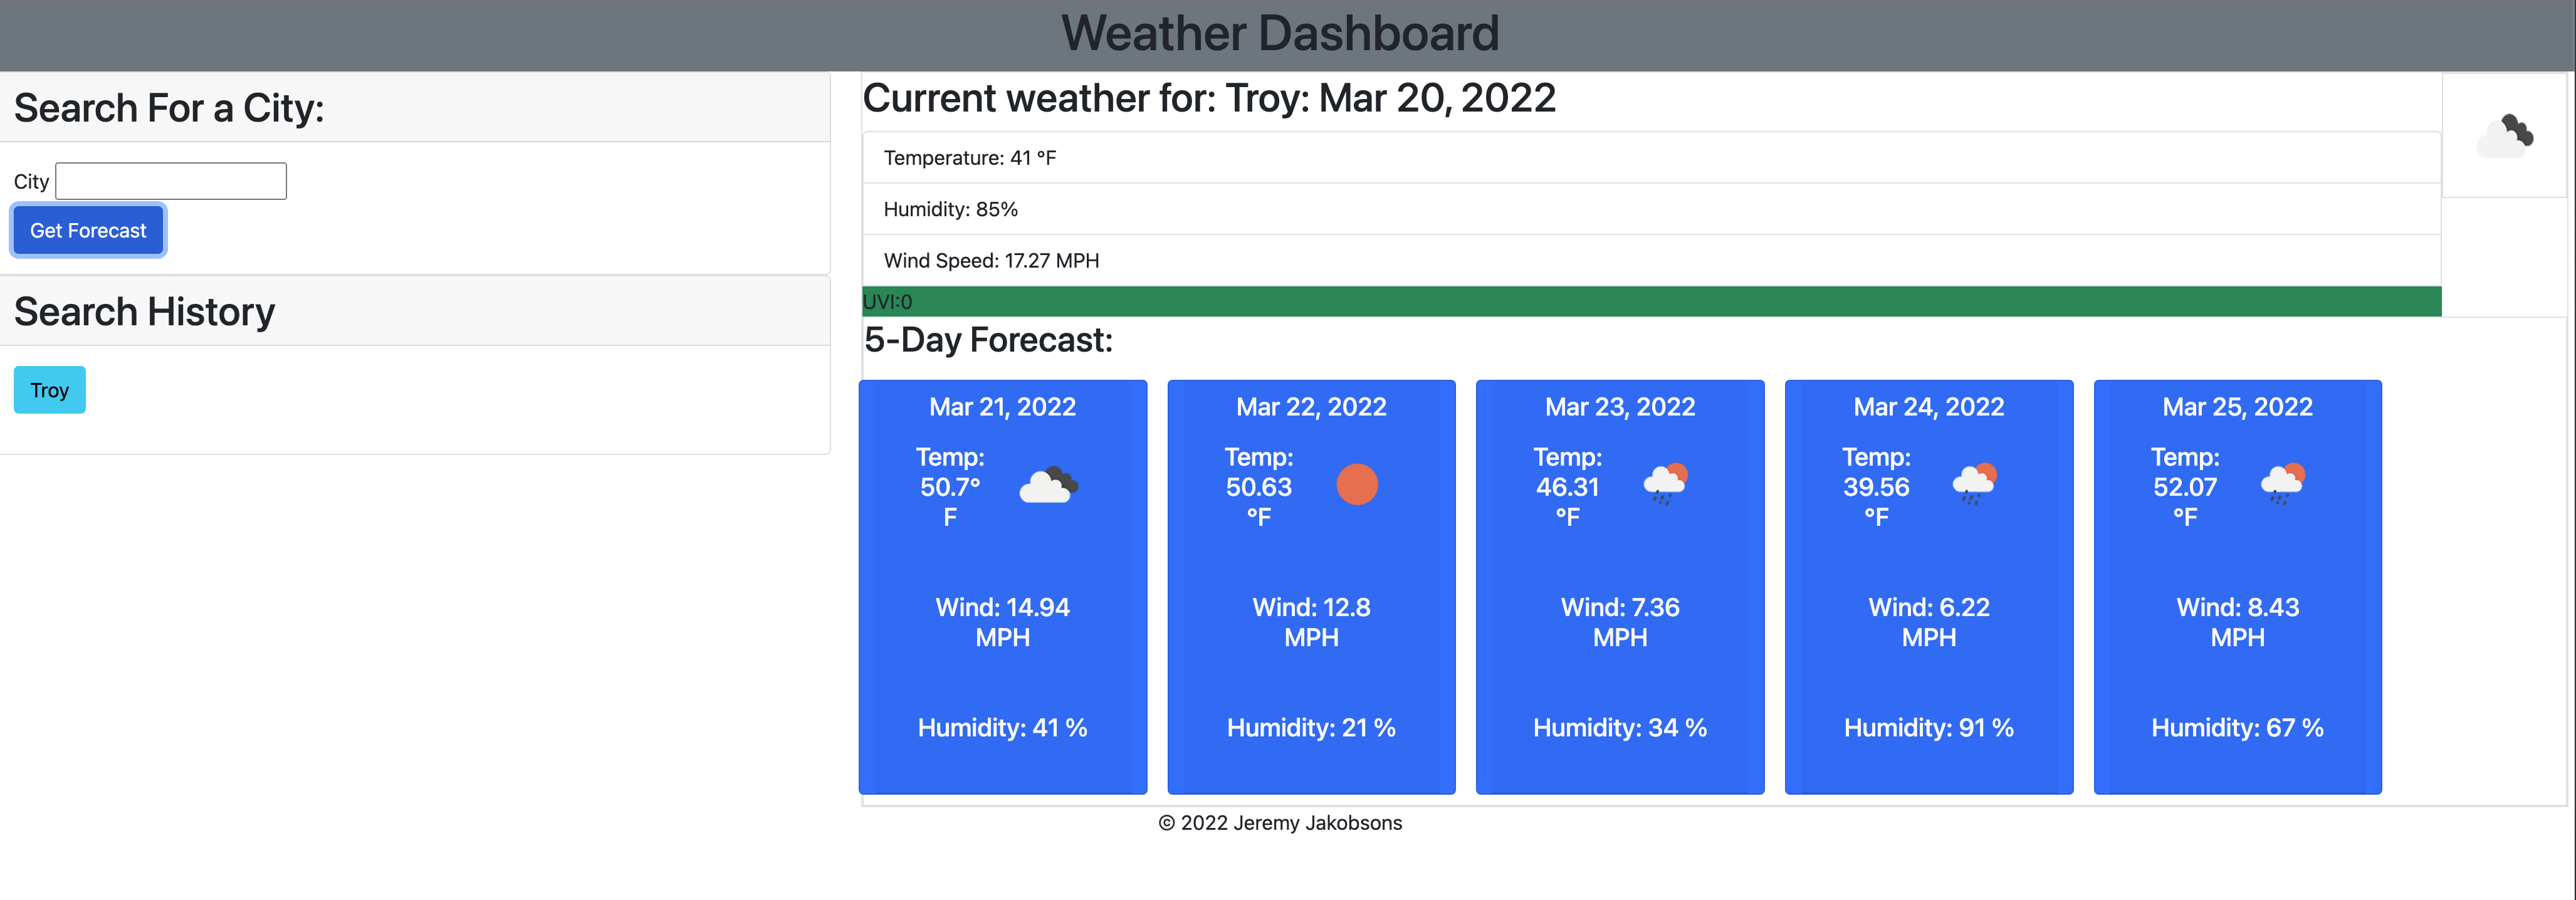 Weather Dashboard
Search For a City:
City
Get Forecast
Search History
Troy
Current weather for: Troy: Mar 20, 2022
Temperature: 41 °F
Humidity: 85%
Wind Speed: 17.27 MPH
UVI:0
5-Day Forecast:
Mar 21, 2022
Temp:
50.7°
F
Wind: 14.94
MPH
Humidity: 41 %
Mar 22, 2022
Temp:
50.63
°F
Wind: 12.8
MPH
Humidity: 21 %
Mar 23, 2022
Temp:
46.31
°F
Wind: 7.36
MPH
Humidity: 34 %
Mar 24, 2022
Temp:
39.56
°F
Wind: 6.22
MPH
Humidity: 91 %
Mar 25, 2022
Temp:
52.07
°F
Wind: 8.43
MPH
Humidity: 67 %
© 2022 Jeremy Jakobsons